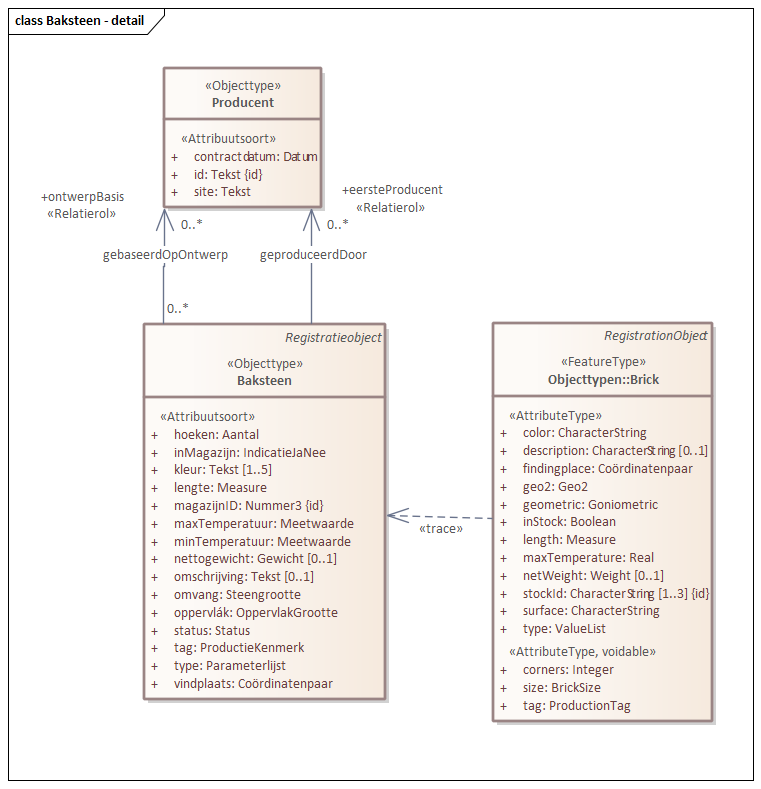 class Baksteen - detail
«Objecttype»
Producent
«Attribuutsoort»
+ contractdatum: Datum
+ id: Tekst {id}
+ site: Tekst
+ontwerpBasis
«Relatierol»
0..*
+eersteProducent
«Relatierol»
0..*
gebaseerdOpOntwerp
geproduceerdDoor
0..*
Registratieobject
«Objecttype»
Baksteen
«Attribuutsoort»
+ hoeken: Aantal
+ inMagazijn: IndicatieJaNee
+ kleur: Tekst [1..5]
+ lengte: Measure
+ magazijnID: Nummer3 {id}
+ maxTemperatuur: Meetwaarde
+ minTemperatuur: Meetwaarde
+ nettogewicht: Gewicht [0..1]
+ omschrijving: Tekst [0..1]
+ omvang: Steengrootte
+ oppervlák: OppervlakGrootte
+ status: Status
+ tag: ProductieKenmerk
+ type: Parameterlijst
+ vindplaats: Coördinatenpaar
«trace»
RegistrationObject
«FeatureType»
Objecttypen::Brick
«AttributeType»
+ color: CharacterString
+ description: CharacterString [0..1]
+ findingplace: Coördinatenpaar
+ geo2: Geo2
+ geometric: Goniometric
+ inStock: Boolean
+ length: Measure
+ maxTemperature: Real
+ netWeight: Weight [0..1]
+ stockId: CharacterString [1..3] {id}
+ surface: CharacterString
+ type: ValueList
«AttributeType, voidable»
+ corners: Integer
+ size: BrickSize
+ tag: ProductionTag